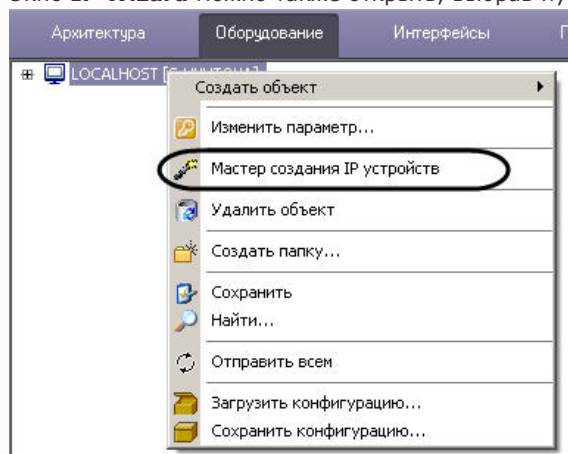 Архитектура Оборудование Интерфейсы
LOCALHOST
Создать объект
Изменить параметр...
Мастер создания IP устройств
Удалить объект
Создать папку...
Сохранить
Найти...
Отправить всем
Загрузить конфигурацию...
Сохранить конфигурацию...